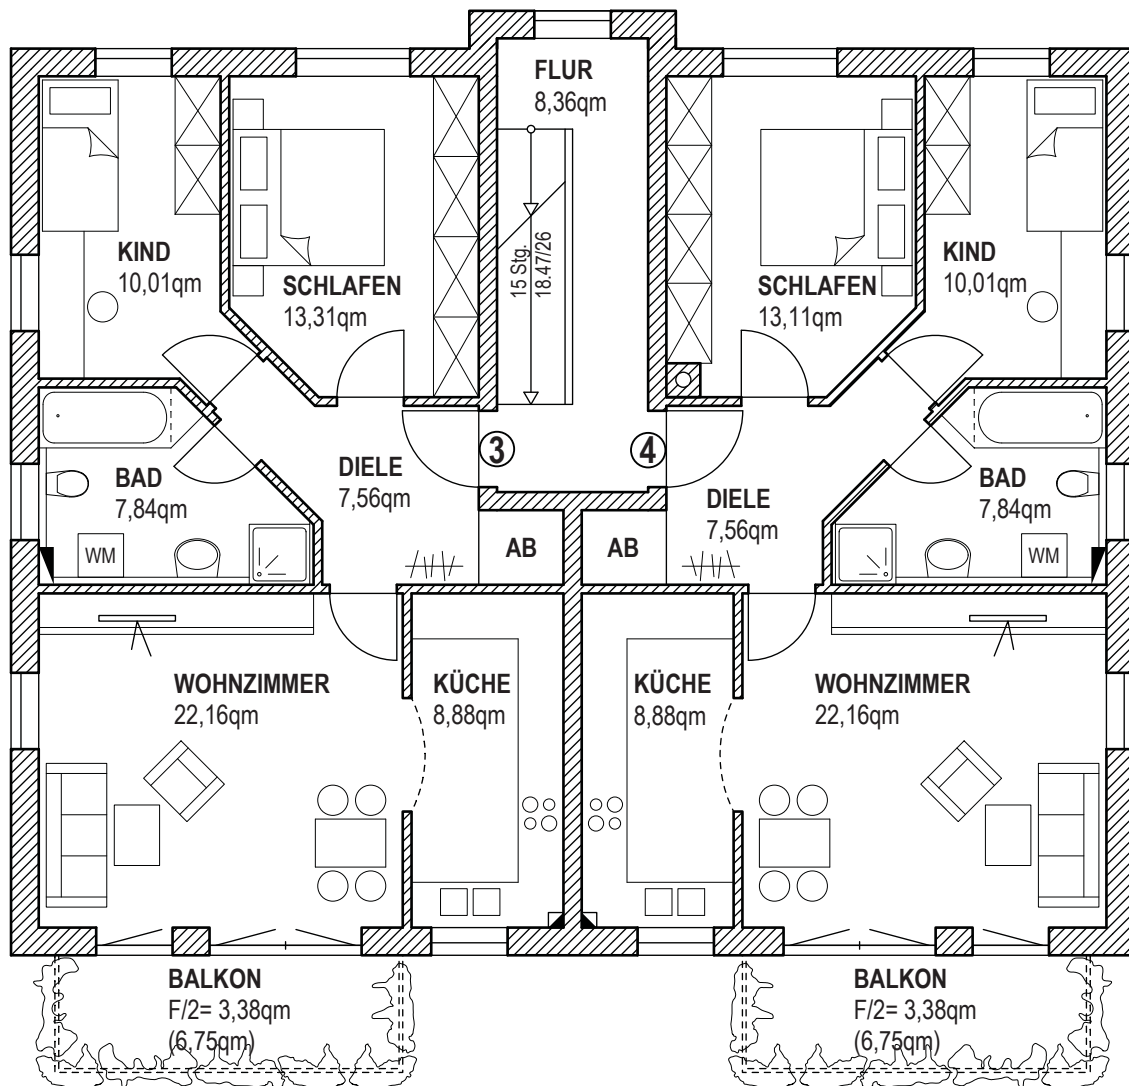 FLUR
8,36qm
15 Stg.
18.47/26
KIND
10,01qm
SCHLAFEN
13,31qm
SCHLAFEN
13,11qm
KIND
10,01qm
BAD
7,84qm
DIELE
7,56qm
3
4
DIELE
7,56qm
BAD
7,84qm
WM
AB
AB
WM
WOHNZIMMER
22,16qm
KÜCHE
8,88qm
KÜCHE
8,88qm
WOHNZIMMER
22,16qm
BALKON
F/2= 3,38qm
(6,75qm)
BALKON
F/2= 3,38qm
(6,75qm)